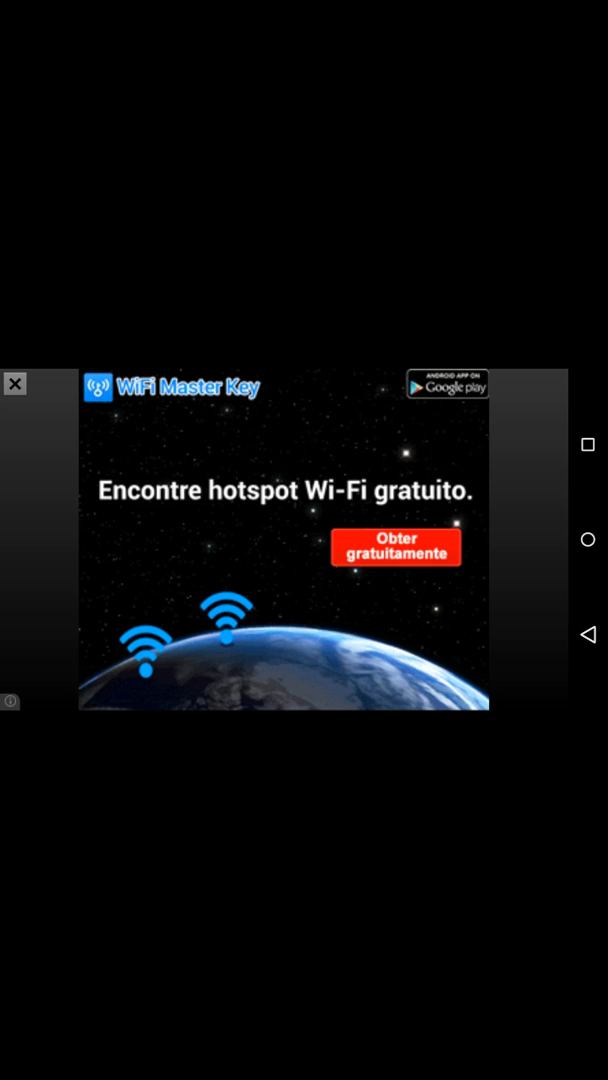 WiFi Master Key
ANDROID APP ON
Google play
Encontre hotspot Wi-Fi gratuito.
Obter
gratuitamente